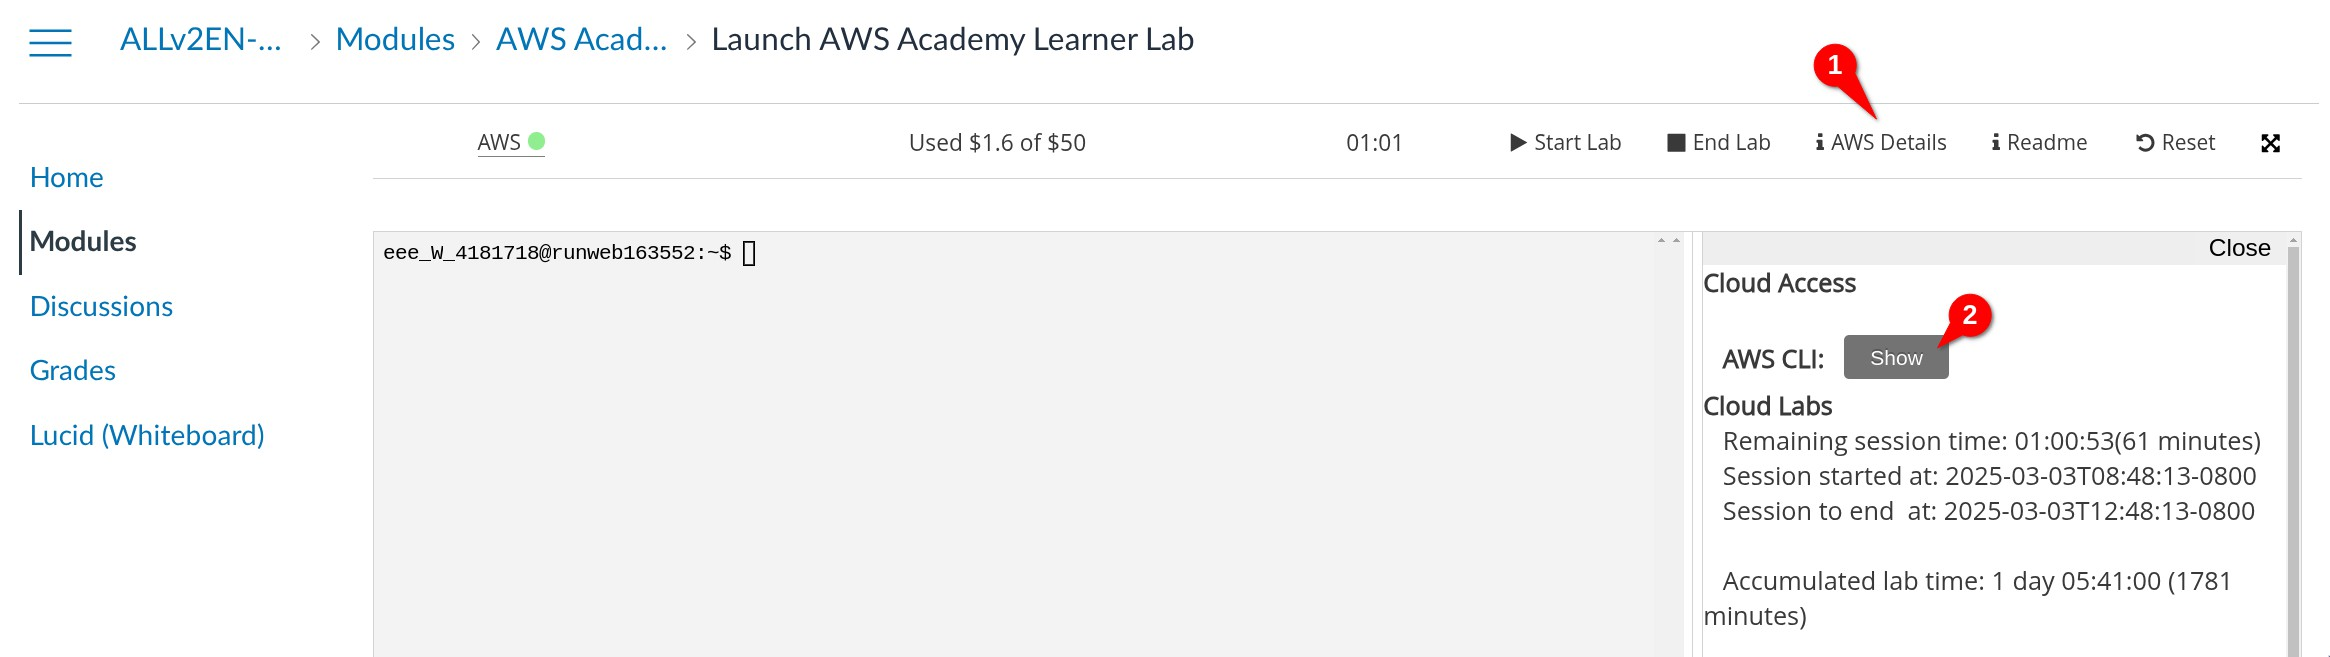 ALLv2EN-... > Modules > AWS Acad... > Launch AWS Academy Learner Lab
1
AWS Used $1.6 of $50 01:01 Start Lab End Lab AWS Details Readme Reset
Home
Modules
Discussions
Grades
Lucid (Whiteboard)
eee_W_4181718@runweb163552:~$
Close
Cloud Access
2
AWS CLI: Show
Cloud Labs
Remaining session time: 01:00:53(61 minutes)
Session started at: 2025-03-03T08:48:13-0800
Session to end at: 2025-03-03T12:48:13-0800
Accumulated lab time: 1 day 05:41:00 (1781
minutes)